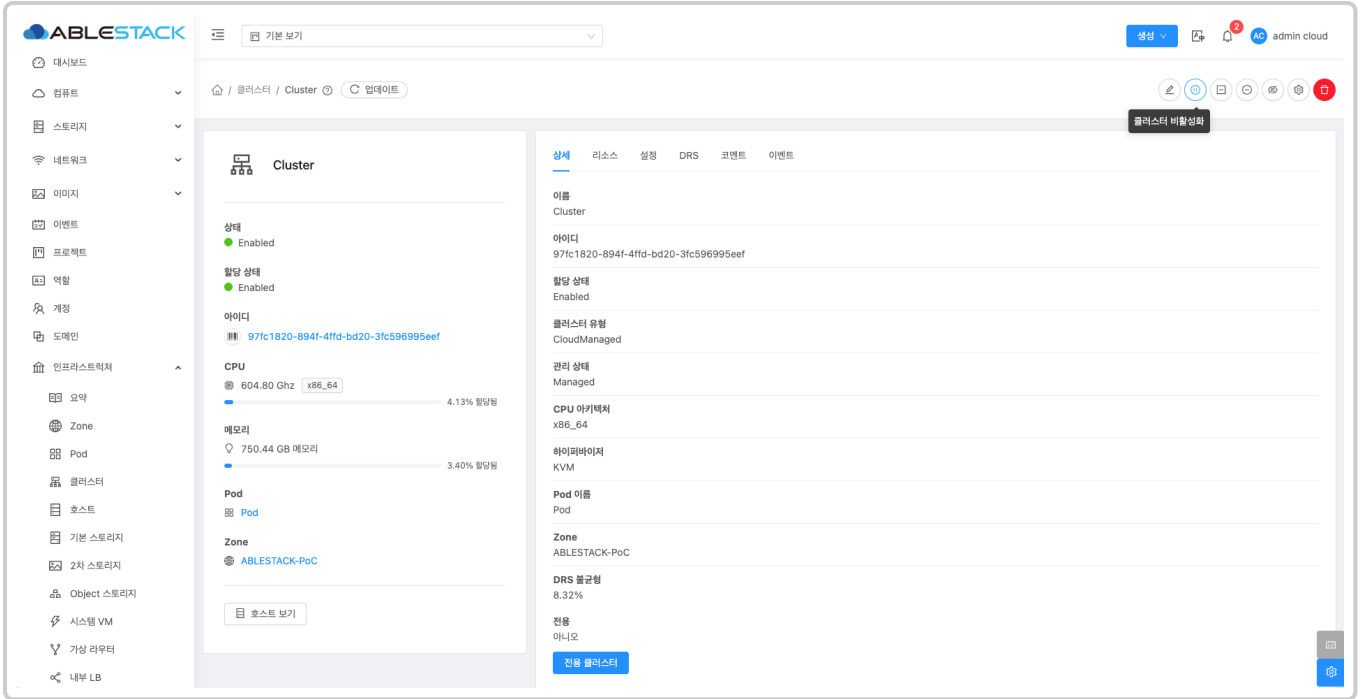 ABLESTACK
기본 보기
생성
2
AC admin cloud
대시보드
컴퓨트
스토리지
네트워크
이미지
이벤트
프로젝트
역할
계정
도메인
인프라스트럭쳐
요약
Zone
Pod
클러스터
호스트
기본 스토리지
2차 스토리지
Object 스토리지
시스템 VM
가상 라우터
내부 LB
/ 클러스터 / Cluster 업데이트
클러스터 비활성화
Cluster
상태
Enabled
할당 상태
Enabled
아이디
97fc1820-894f-4ffd-bd20-3fc596995eef
CPU
604.80 Ghz x86_64
4.13% 할당됨
메모리
750.44 GB 메모리
3.40% 할당됨
Pod
Pod
Zone
ABLESTACK-PoC
호스트 보기
상세 리소스 설정 DRS 코멘트 이벤트
이름
Cluster
아이디
97fc1820-894f-4ffd-bd20-3fc596995eef
할당 상태
Enabled
클러스터 유형
CloudManaged
관리 상태
Managed
CPU 아키텍처
x86_64
하이퍼바이저
KVM
Pod 이름
Pod
Zone
ABLESTACK-PoC
DRS 불균형
8.32%
전용
아니오
전용 클러스터